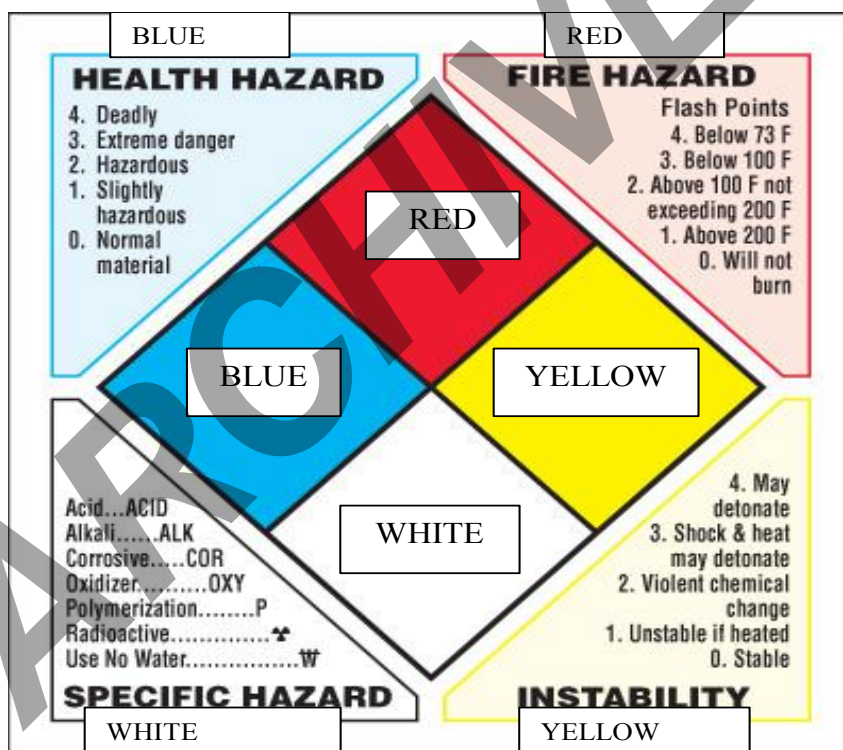 BLUE
HEALTH HAZARD
4. Deadly
3. Extreme danger
2. Hazardous
1. Slightly
hazardous
0. Normal
material
RED
FIRE HAZARD
Flash Points
4. Below 73 F
3. Below 100 F
2. Above 100 F not
exceeding 200 F
1. Above 200 F
0. Will not
burn
RED
BLUE
YELLOW
WHITE
Acid...ACID
Alkali......ALK
Corrosive.....COR
Oxidizer..........OXY
Polymerization........P
Radioactive..............☢
Use No Water.................W
SPECIFIC HAZARD
WHITE
4. May
detonate
3. Shock & heat
may detonate
2. Violent chemical
change
1. Unstable if heated
0. Stable
INSTABILITY
YELLOW
ARCHIVE